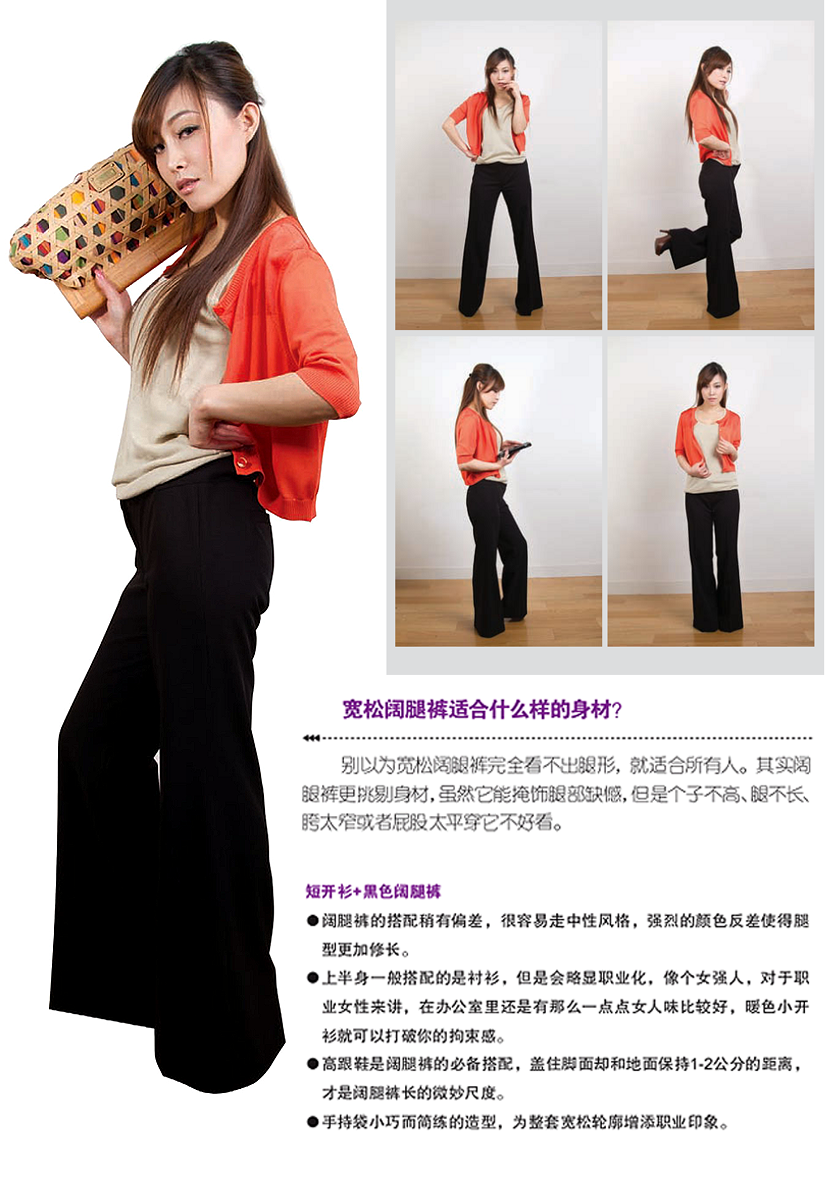 宽松阔腿裤适合什么样的身材?
别以为宽松阔腿裤完全看不出腿形，就适合所有人。其实阔
腿裤更挑剔身材，虽然它能掩饰腿部缺憾，但是个子不高、腿不长、
胯太窄或者屁股太平穿它不好看。
短开衫+黑色阔腿裤
●阔腿裤的搭配稍有偏差，很容易走中性风格，强烈的颜色反差使得腿
型更加修长。
●上半身一般搭配的是衬衫，但是会略显职业化，像个女强人，对于职
业女性来讲，在办公室里还是有那么一点点女人味比较好，暖色小开
衫就可以打破你的拘束感。
●高跟鞋是阔腿裤的必备搭配，盖住脚面却和地面保持1-2公分的距离，
才是阔腿裤长的微妙尺度。
●手持袋小巧而简练的造型，为整套宽松轮廓增添职业印象。